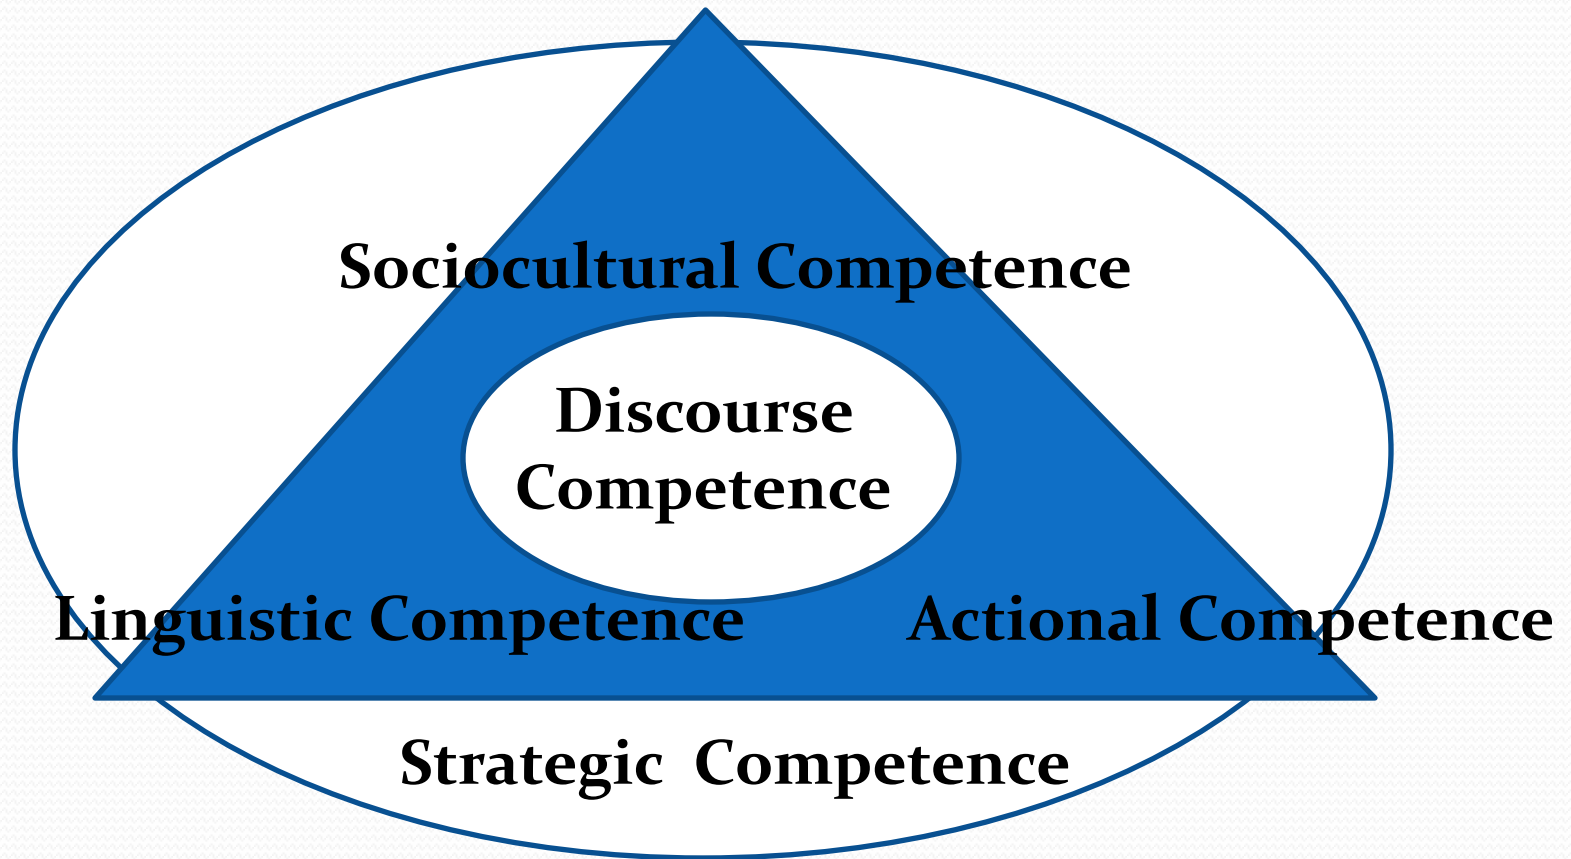 Sociocultural Competence
Discourse
Competence
Linguistic Competence
Actional Competence
Strategic Competence